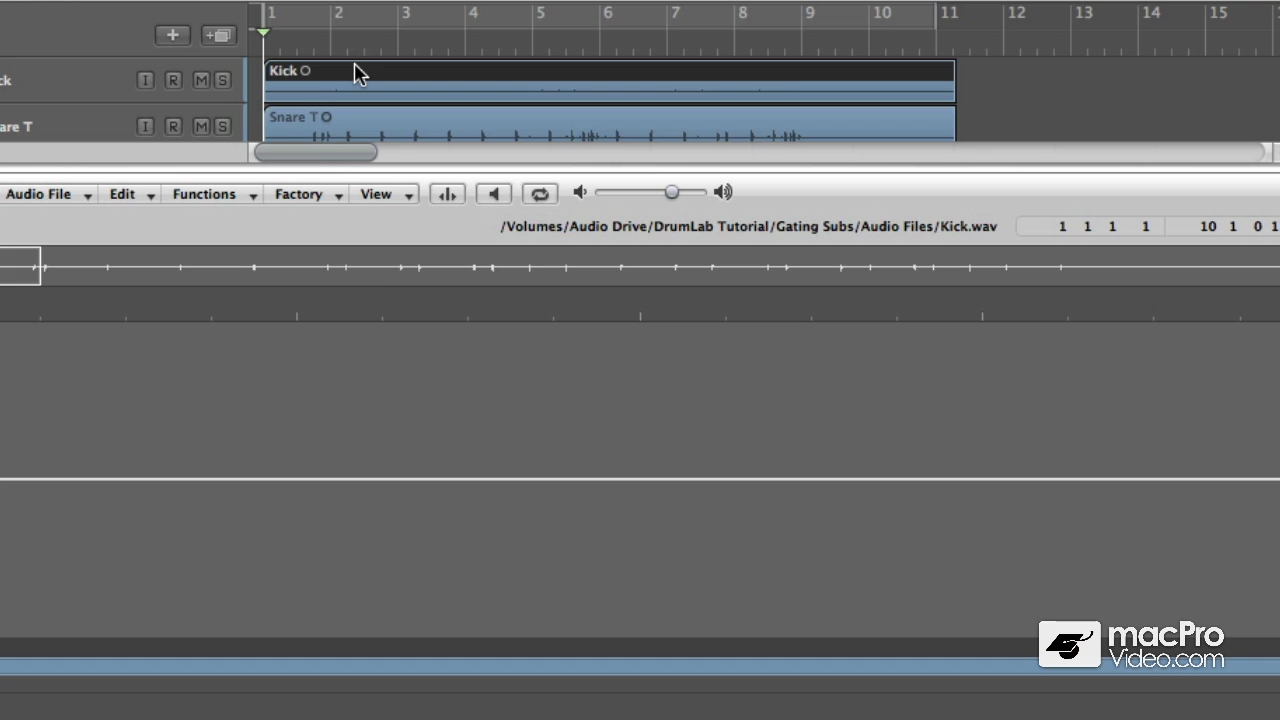 1 2 3 4 5 6 7 8 9 10 11 12 13 14 15
Kick
ck I R M S
Snare T
are T I R M S
Audio File Edit Functions Factory View
/Volumes/Audio Drive/DrumLab Tutorial/Gating Subs/Audio Files/Kick.wav 1 1 1 1 10 1 0 1
macPro
Video.com